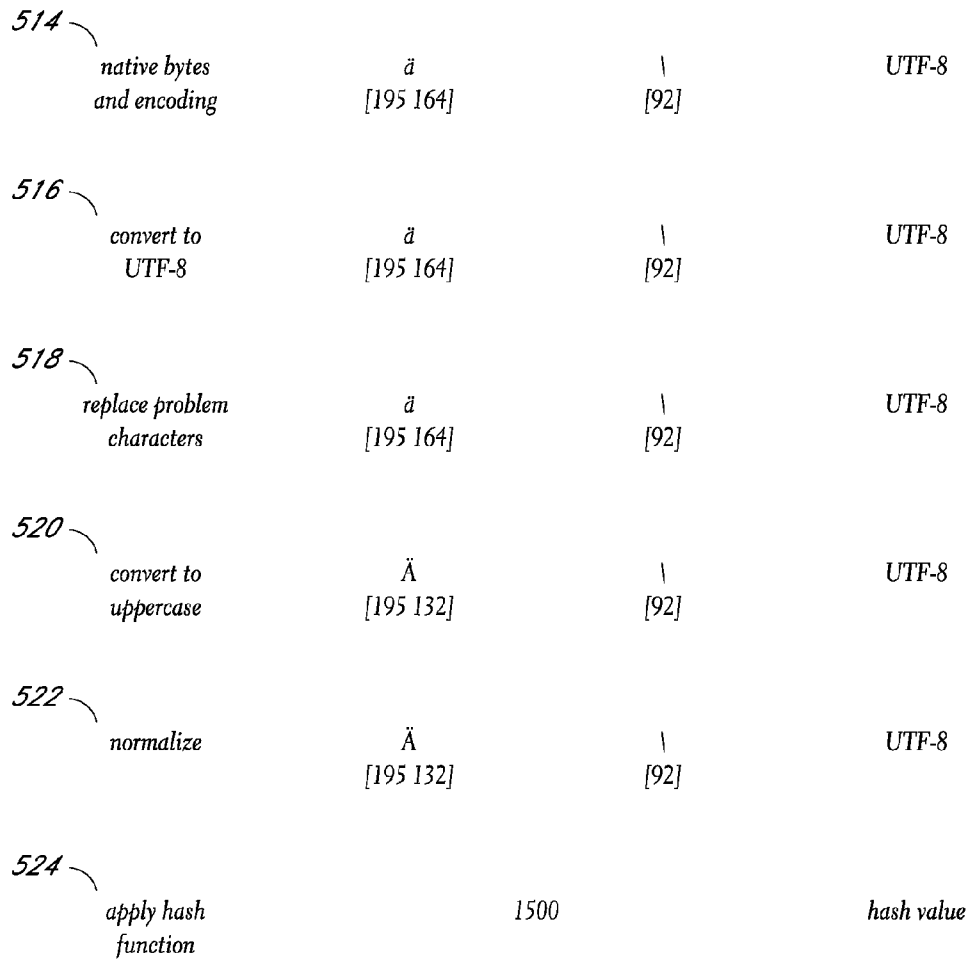 514
native bytes ä \ UTF-8
and encoding [195 164] [92]
516
convert to ä \ UTF-8
UTF-8 [195 164] [92]
518
replace problem ä \ UTF-8
characters [195 164] [92]
520
convert to Ä \ UTF-8
uppercase [195 132] [92]
522
normalize Ä \ UTF-8
[195 132] [92]
524
apply hash 1500 hash value
function